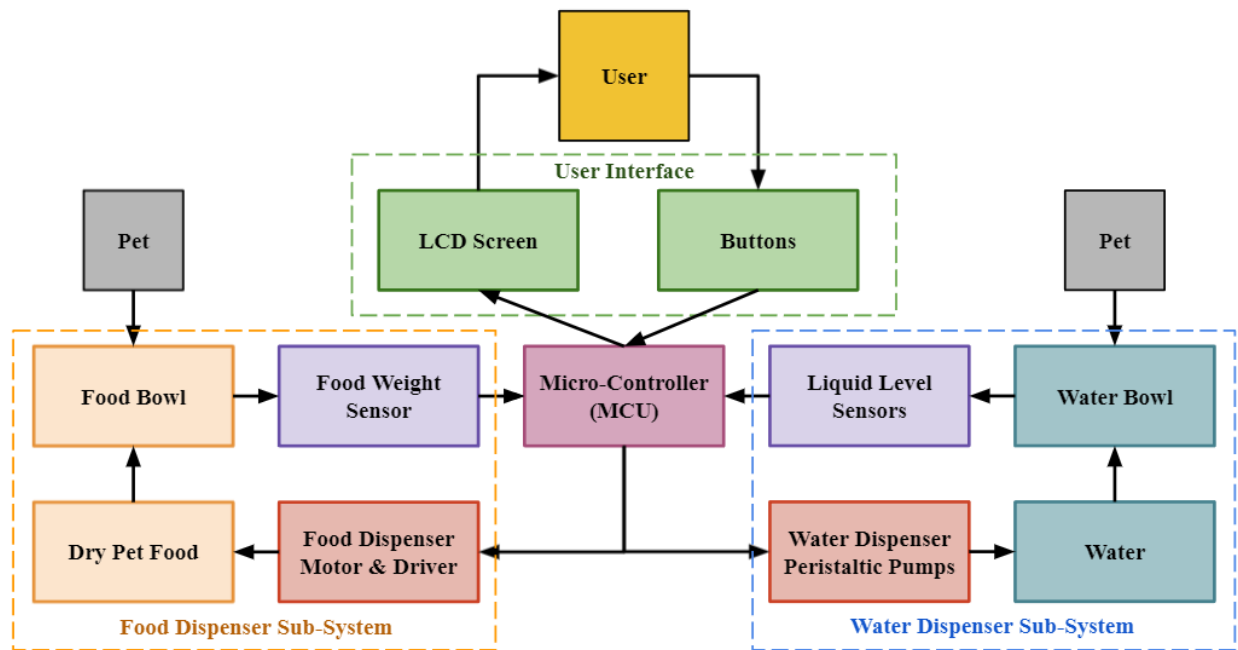 User
User Interface
LCD Screen
Buttons
Pet
Pet
Food Bowl
Food Weight
Sensor
Micro-Controller
(MCU)
Liquid Level
Sensors
Water Bowl
Dry Pet Food
Food Dispenser
Motor & Driver
Water Dispenser
Peristaltic Pumps
Water
Food Dispenser Sub-System
Water Dispenser Sub-System